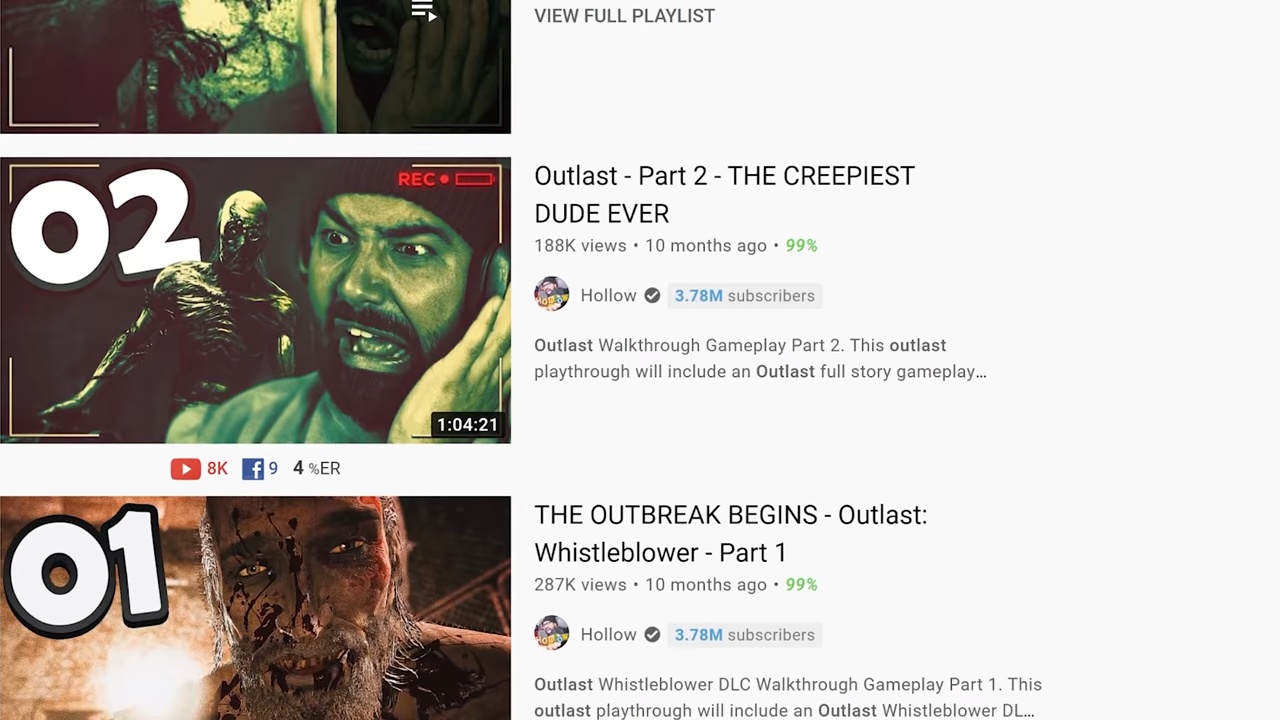 VIEW FULL PLAYLIST
02
REC
1:04:21
Outlast - Part 2 - THE CREEPIEST
DUDE EVER
188K views • 10 months ago • 99%
Hollow 3.78M subscribers
Outlast Walkthrough Gameplay Part 2. This outlast
playthrough will include an Outlast full story gameplay...
8K 9 4 %ER
01
THE OUTBREAK BEGINS - Outlast:
Whistleblower - Part 1
287K views • 10 months ago • 99%
Hollow 3.78M subscribers
Outlast Whistleblower DLC Walkthrough Gameplay Part 1. This
outlast playthrough will include an Outlast Whistleblower DL...